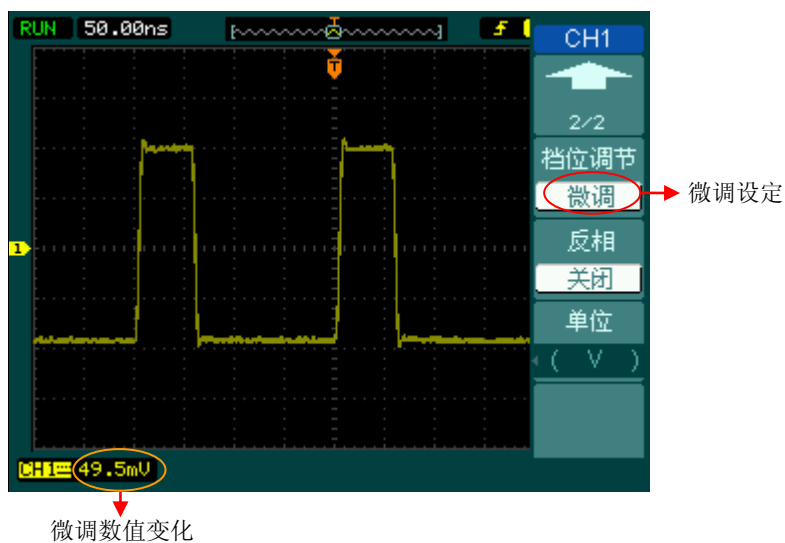 RUN 50.00ns
T
CH1
2/2
档位调节
微调
微调设定
反相
关闭
单位
( V )
1
CH1 49.5mV
微调数值变化